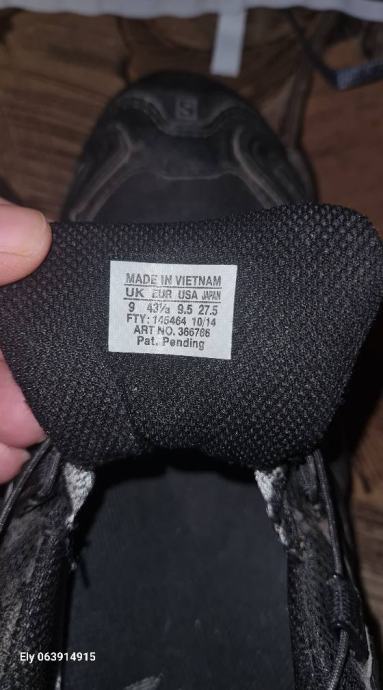 S
MADE IN VIETNAM
UK EUR USA JAPAN
9 43⅓ 9.5 27.5
FTY: 145464 10/14
ART NO. 366786
Pat. Pending
Ely 063914915